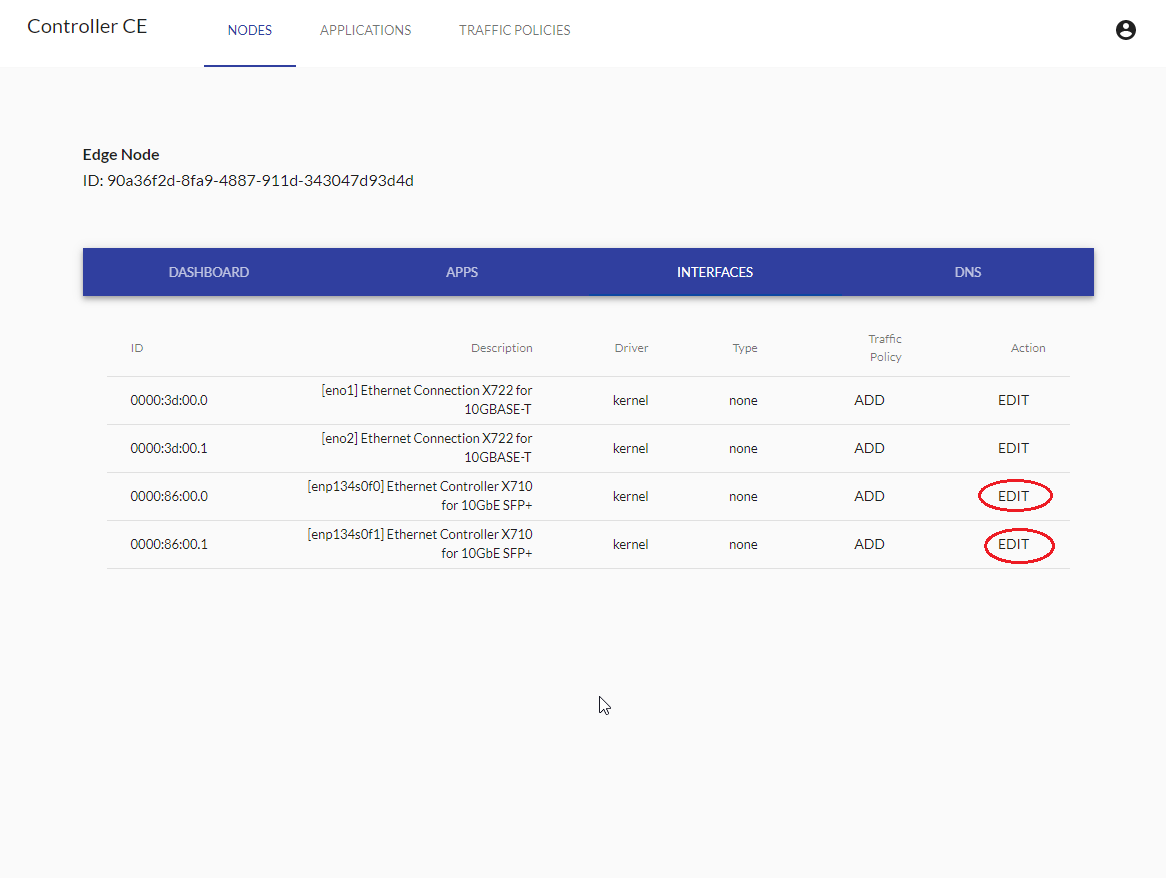 Controller CE
NODES APPLICATIONS TRAFFIC POLICIES
Edge Node
ID: 90a36f2d-8fa9-4887-911d-343047d93d4d
DASHBOARD APPS INTERFACES DNS
ID Description Driver Type Traffic Policy Action
0000:3d:00.0 [eno1] Ethernet Connection X722 for kernel none ADD EDIT
10GBASE-T
0000:3d:00.1 [eno2] Ethernet Connection X722 for kernel none ADD EDIT
10GBASE-T
0000:86:00.0 [enp134s0f0] Ethernet Controller X710 kernel none ADD EDIT
for 10GbE SFP+
0000:86:00.1 [enp134s0f1] Ethernet Controller X710 kernel none ADD EDIT
for 10GbE SFP+